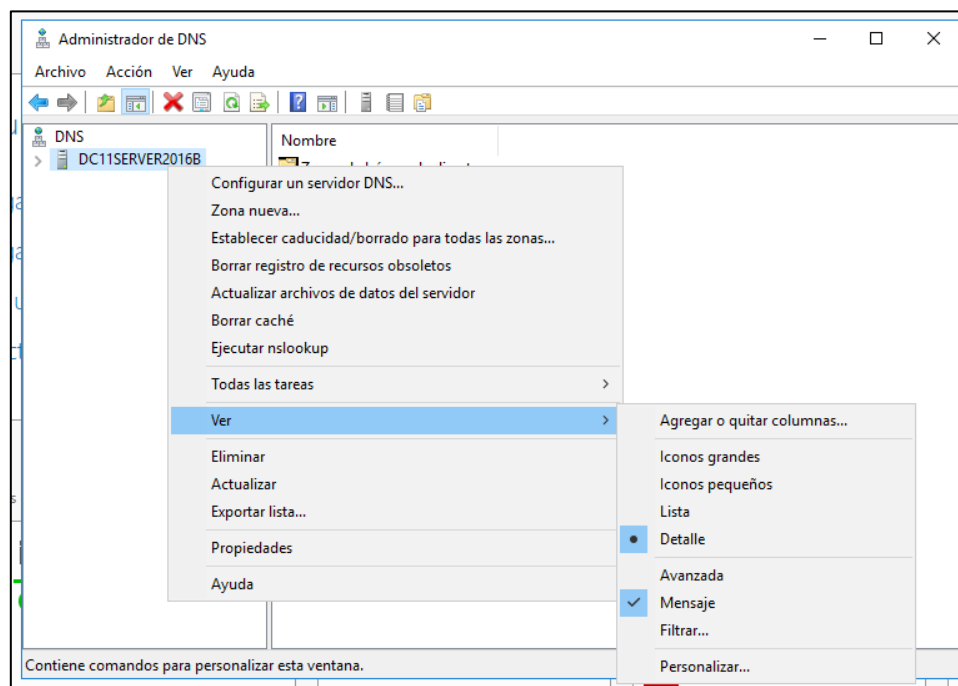 Administrador de DNS
Archivo Acción Ver Ayuda
DNS
DC11SERVER2016B
Nombre
Configurar un servidor DNS...
Zona nueva...
Establecer caducidad/borrado para todas las zonas...
Borrar registro de recursos obsoletos
Actualizar archivos de datos del servidor
Borrar caché
Ejecutar nslookup
Todas las tareas
Ver
Eliminar
Actualizar
Exportar lista...
Propiedades
Ayuda
Agregar o quitar columnas...
Iconos grandes
Iconos pequeños
Lista
Detalle
Avanzada
Mensaje
Filtrar...
Personalizar...
Contiene comandos para personalizar esta ventana.